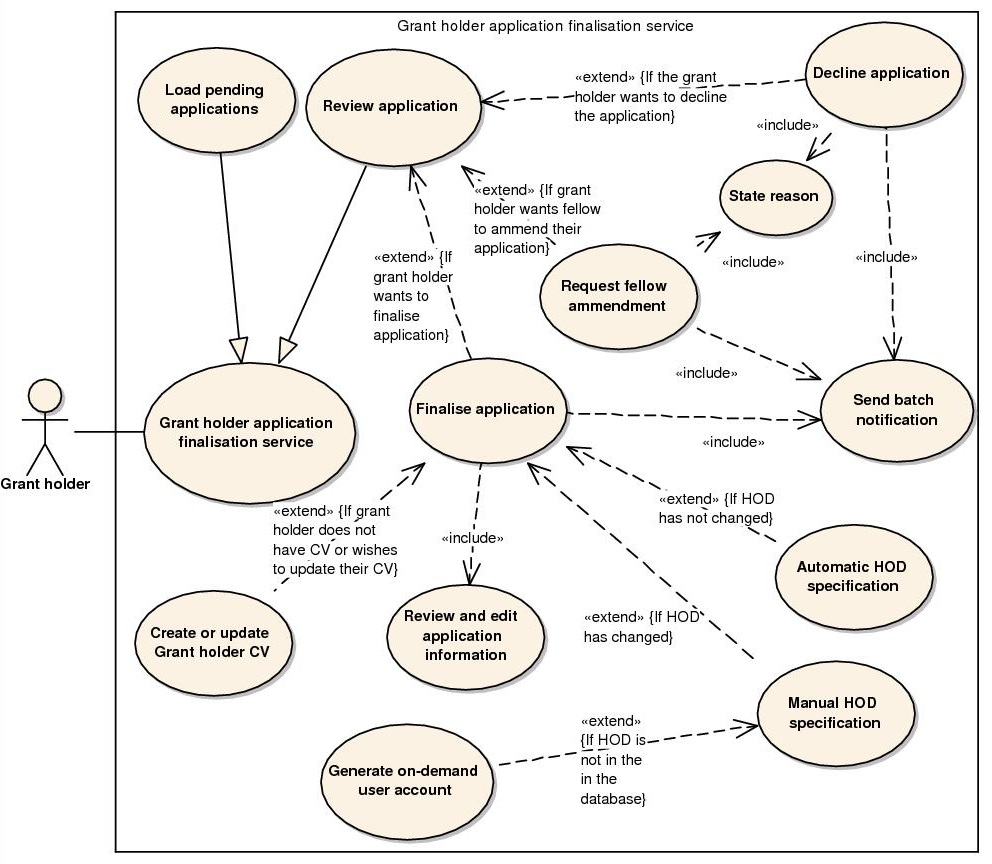 Grant holder application finalisation service
Load pending
applications
Review application
«extend» {If the grant
holder wants to decline
the application}
Decline application
«include»
State reason
«extend» {If grant
holder wants fellow
to ammend their
application}
«extend» {If
grant holder
wants to
finalise
application}
«include»
«include»
Request fellow
ammendment
«include»
Grant holder
Grant holder application
finalisation service
Finalise application
Send batch
notification
«include»
«extend» {If grant
holder does not
have CV or wishes
to update their CV}
«include»
«extend» {If HOD
has not changed}
Automatic HOD
specification
Create or update
Grant holder CV
Review and edit
application
information
«extend» {If HOD
has changed}
Manual HOD
specification
Generate on-demand
user account
«extend»
{If HOD is
not in the
in the
database}